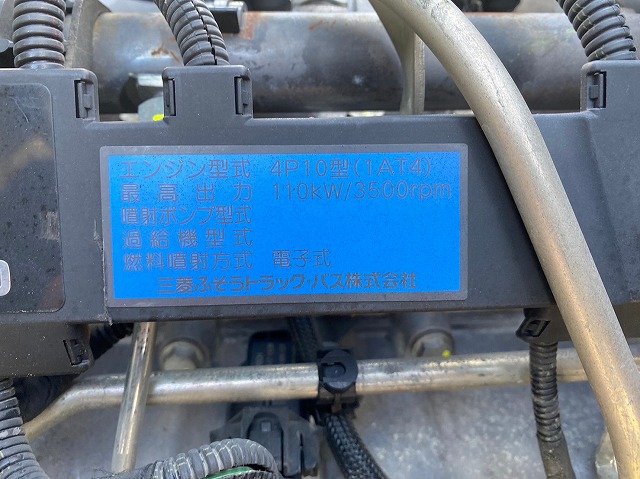 エンジン型式 4P10型(1AT4)
最高出力 110kW/3500rpm
噴射ポンプ型式
過給機型式
燃料噴射方式 電子式
三菱ふそうトラック・バス株式会社